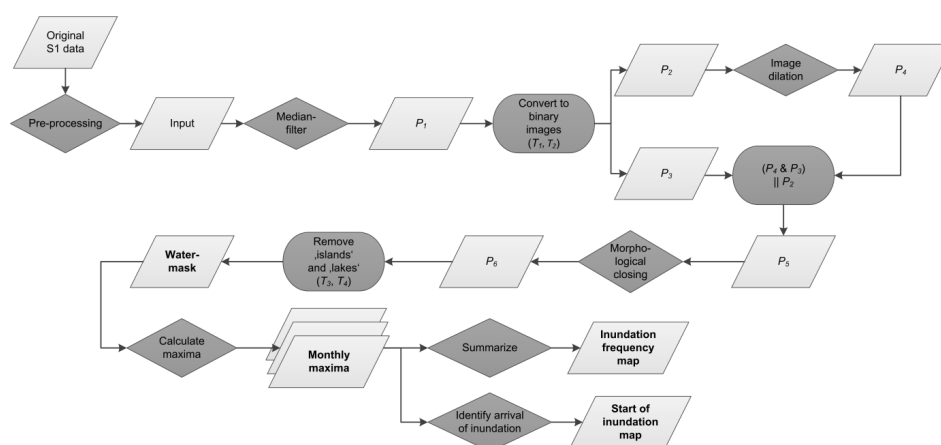 Original
S1 data
Pre-processing
Input
Median-
filter
P1
Convert to
binary
images
(T1, T2)
P2
Image
dilation
P4
P3
(P4 & P3)
|| P2
P5
Morpho-
logical
closing
P6
Remove
‚islands‘
and ‚lakes‘
(T3, T4)
Water-
mask
Calculate
maxima
Monthly
maxima
Summarize
Inundation
frequency
map
Identify arrival
of inundation
Start of
inundation
map